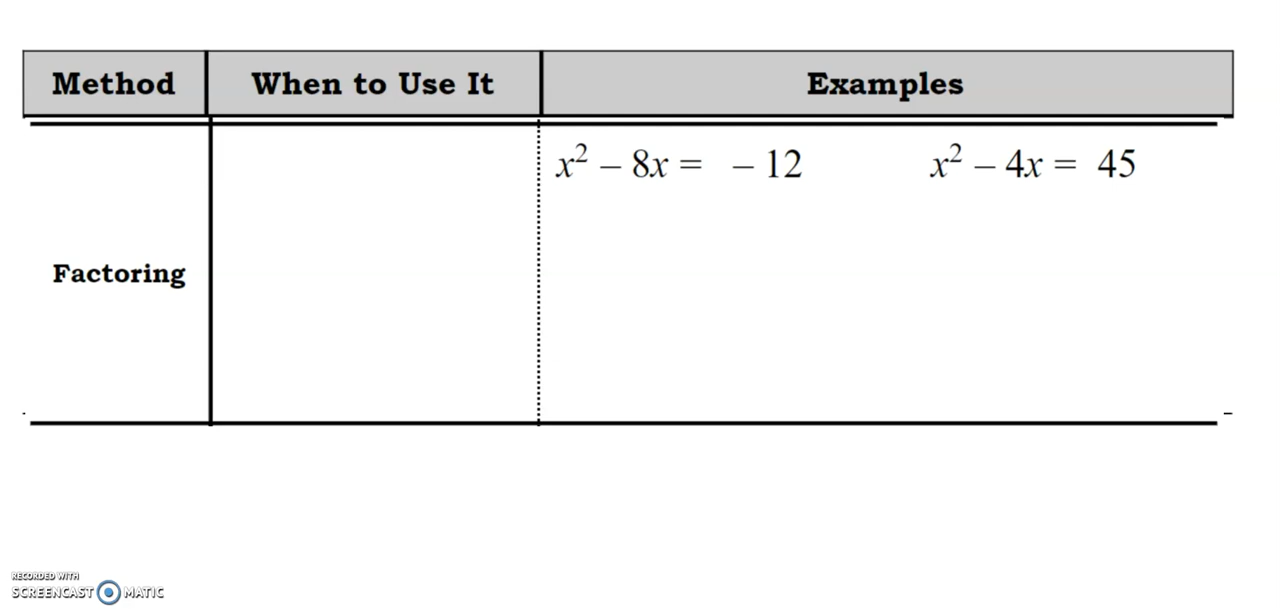 Method When to Use It Examples
x² – 8x = – 12 x² – 4x = 45
Factoring
RECORDED WITH
SCREENCAST MATIC